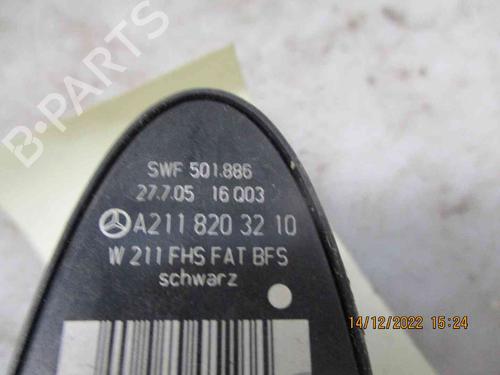 B-PARTS
SWF 501.886
27.7.05 16 Q03
A211 820 32 10
W 211 FHS FAT BFS
schwarz
14/12/2022 15:24